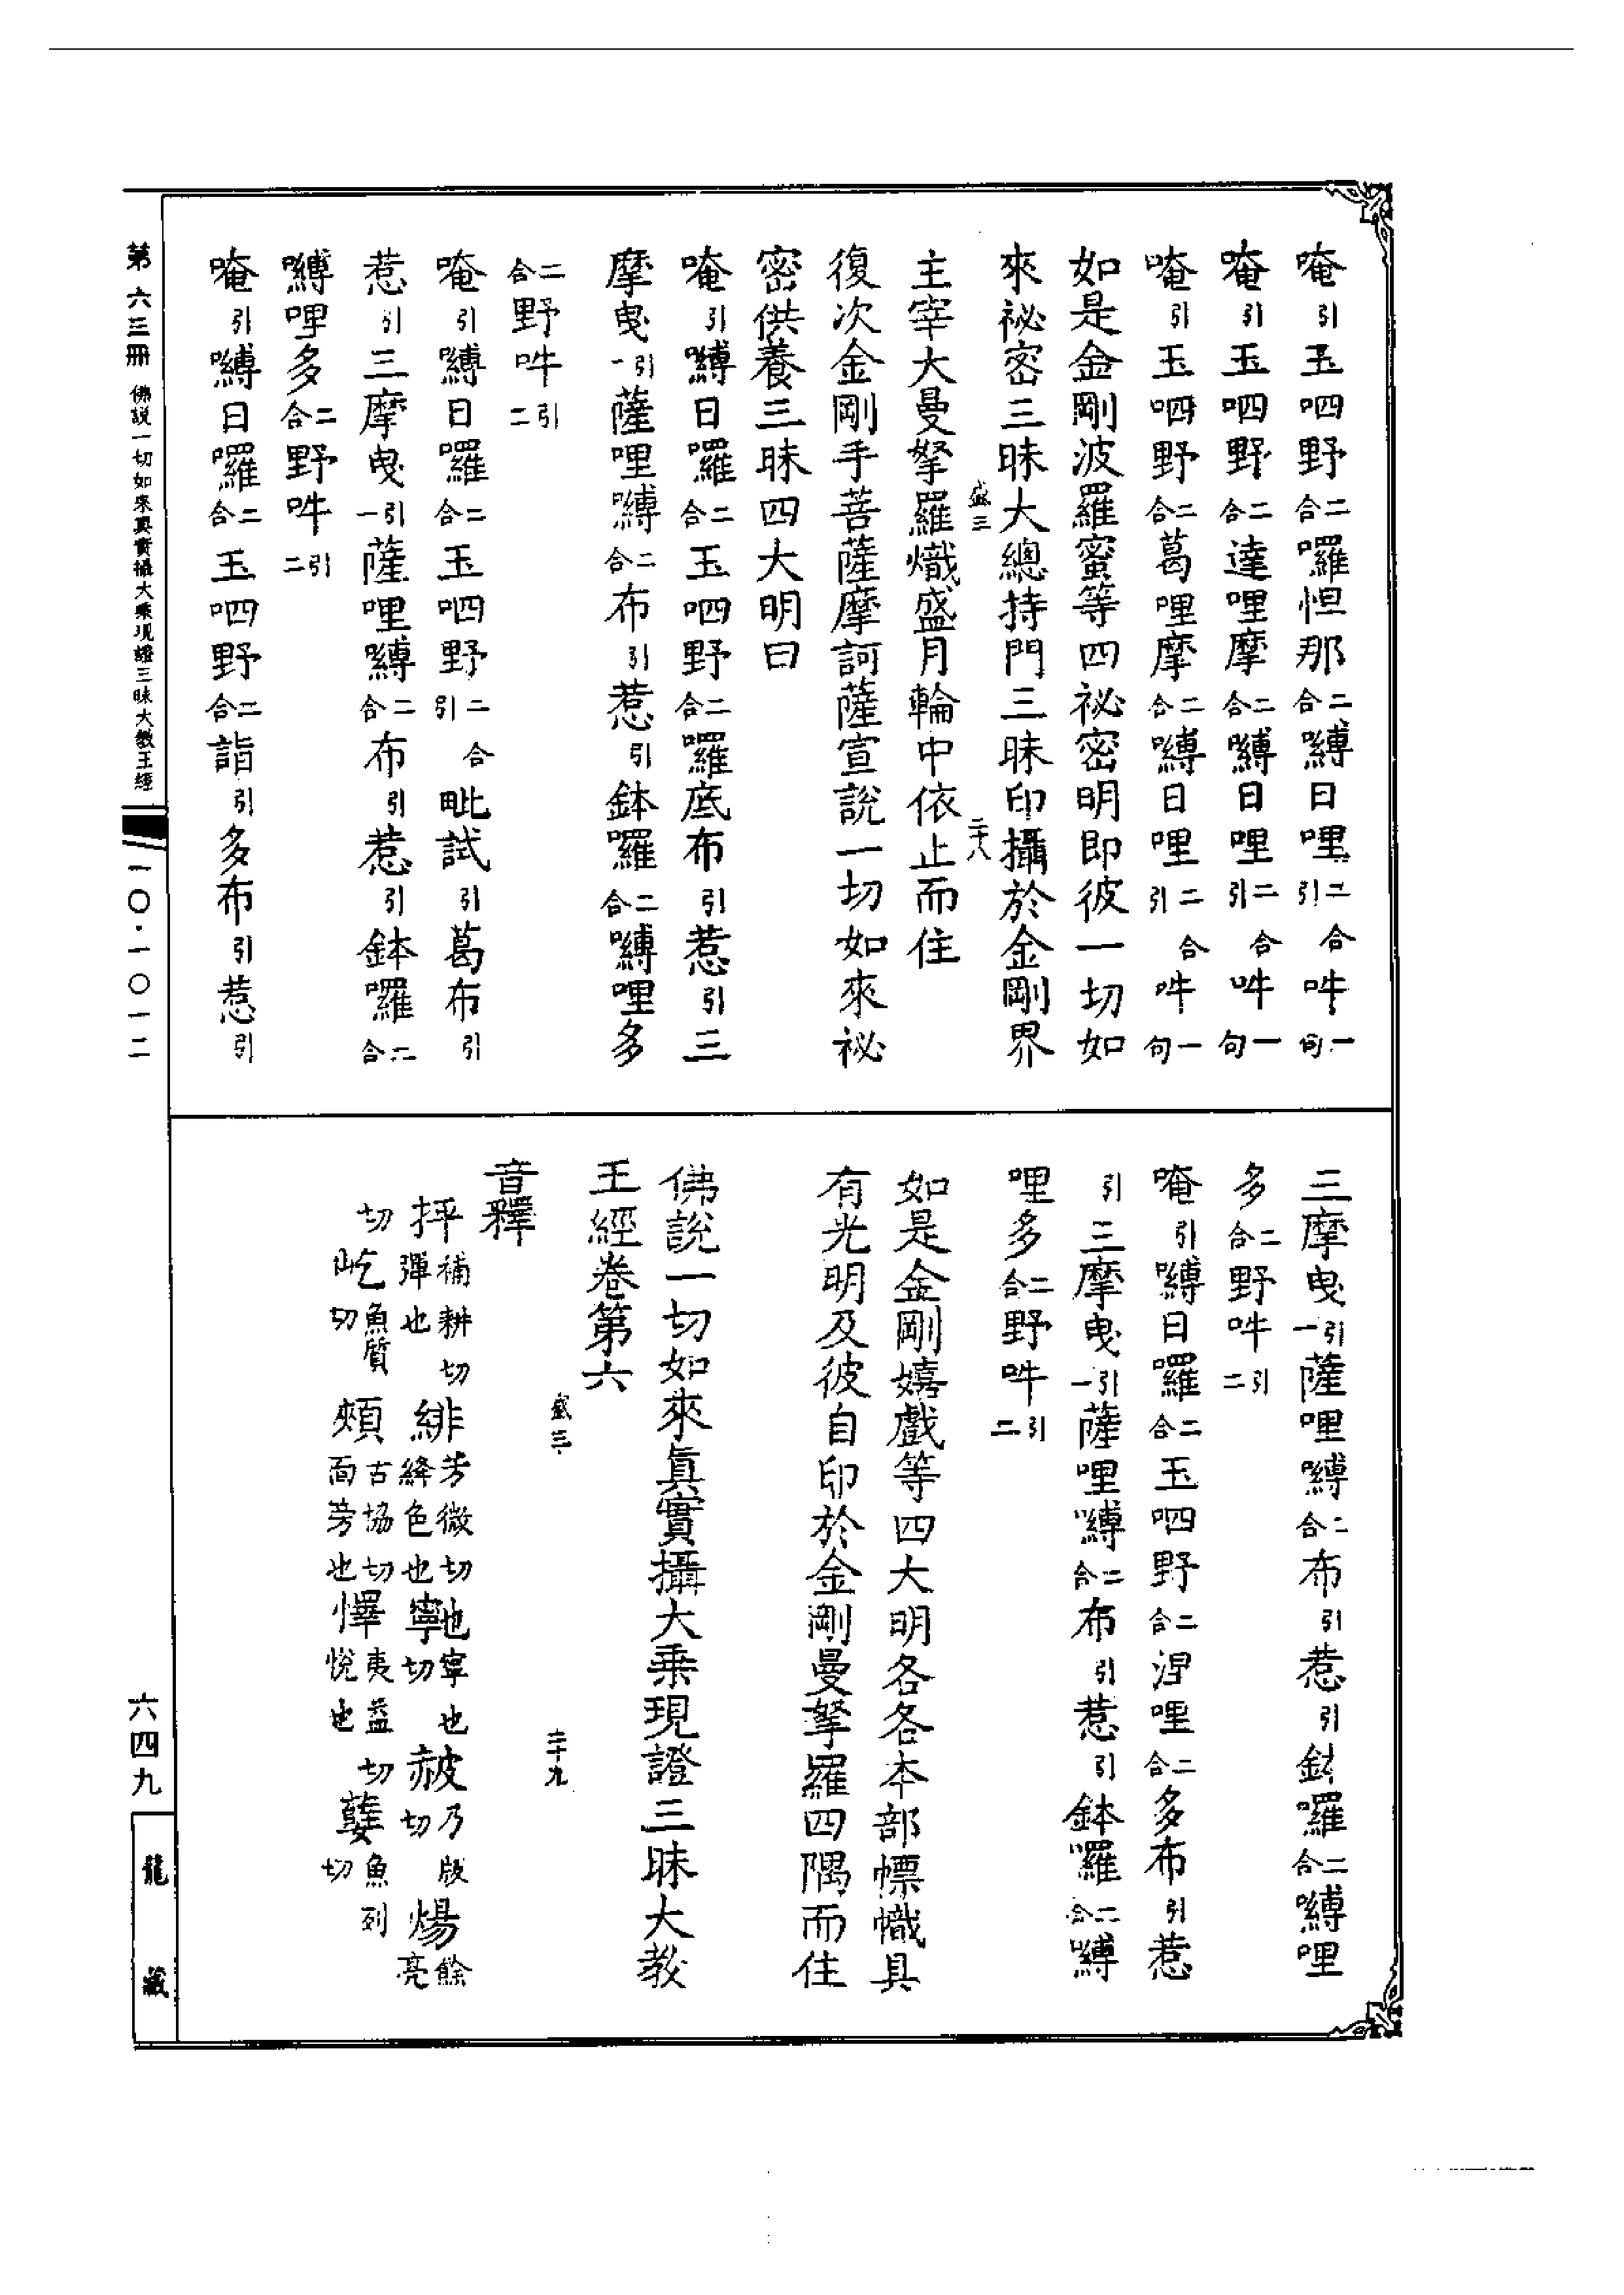 唵引玉呬野二合囉怛那二合嚩日哩二合引吽一句
唵引玉呬野二合達哩摩二合嚩日哩二合引吽一句
唵引玉呬野二合葛哩摩二合嚩日哩二合引吽一句
如是金剛波羅蜜等四祕密明即彼一切如
來祕密三昧大總持門三昧印攝於金剛界
盛三 二十八
主宰大曼拏羅熾盛月輪中依止而住
復次金剛手菩薩摩訶薩宣說一切如來祕
密供養三昧四大明曰
唵引嚩日囉二合玉呬野二合囉底布引惹引三
摩曳引一薩哩嚩二合布引惹引鉢囉二合嚩哩多
二合野吽引二
唵引嚩日囉二合玉呬野二合引毗試引葛布引
惹引三摩曳引一薩哩嚩二合布引惹引鉢囉二合
嚩哩多二合野吽引二
唵引嚩日囉二合玉呬野二合詣引多布引惹引
三摩曳引一薩哩嚩二合布引惹引鉢囉二合嚩哩
多二合野吽引二
唵引嚩日囉二合玉呬野二合涅哩二合多布引惹
引三摩曳引一薩哩嚩二合布引惹引鉢囉二合嚩
哩多二合野吽引二
如是金剛嬉戲等四大明各各本部幖幟具
有光明及彼自印於金剛曼拏羅四隅而住
佛說一切如來真實攝大乘現證三昧大教
王經卷第六
盛三 二十九
音釋
抨補耕切彈也 緋芳微切絳色也 寧也寧也切 赧乃版切 煬餘亮
切 屹魚質切 頰古協切面旁也 懌夷益切悅也 孽魚列切
第六三冊 佛說一切如來真實攝大乘現證三昧大教王經
一〇·一〇一二
六四九
龍藏